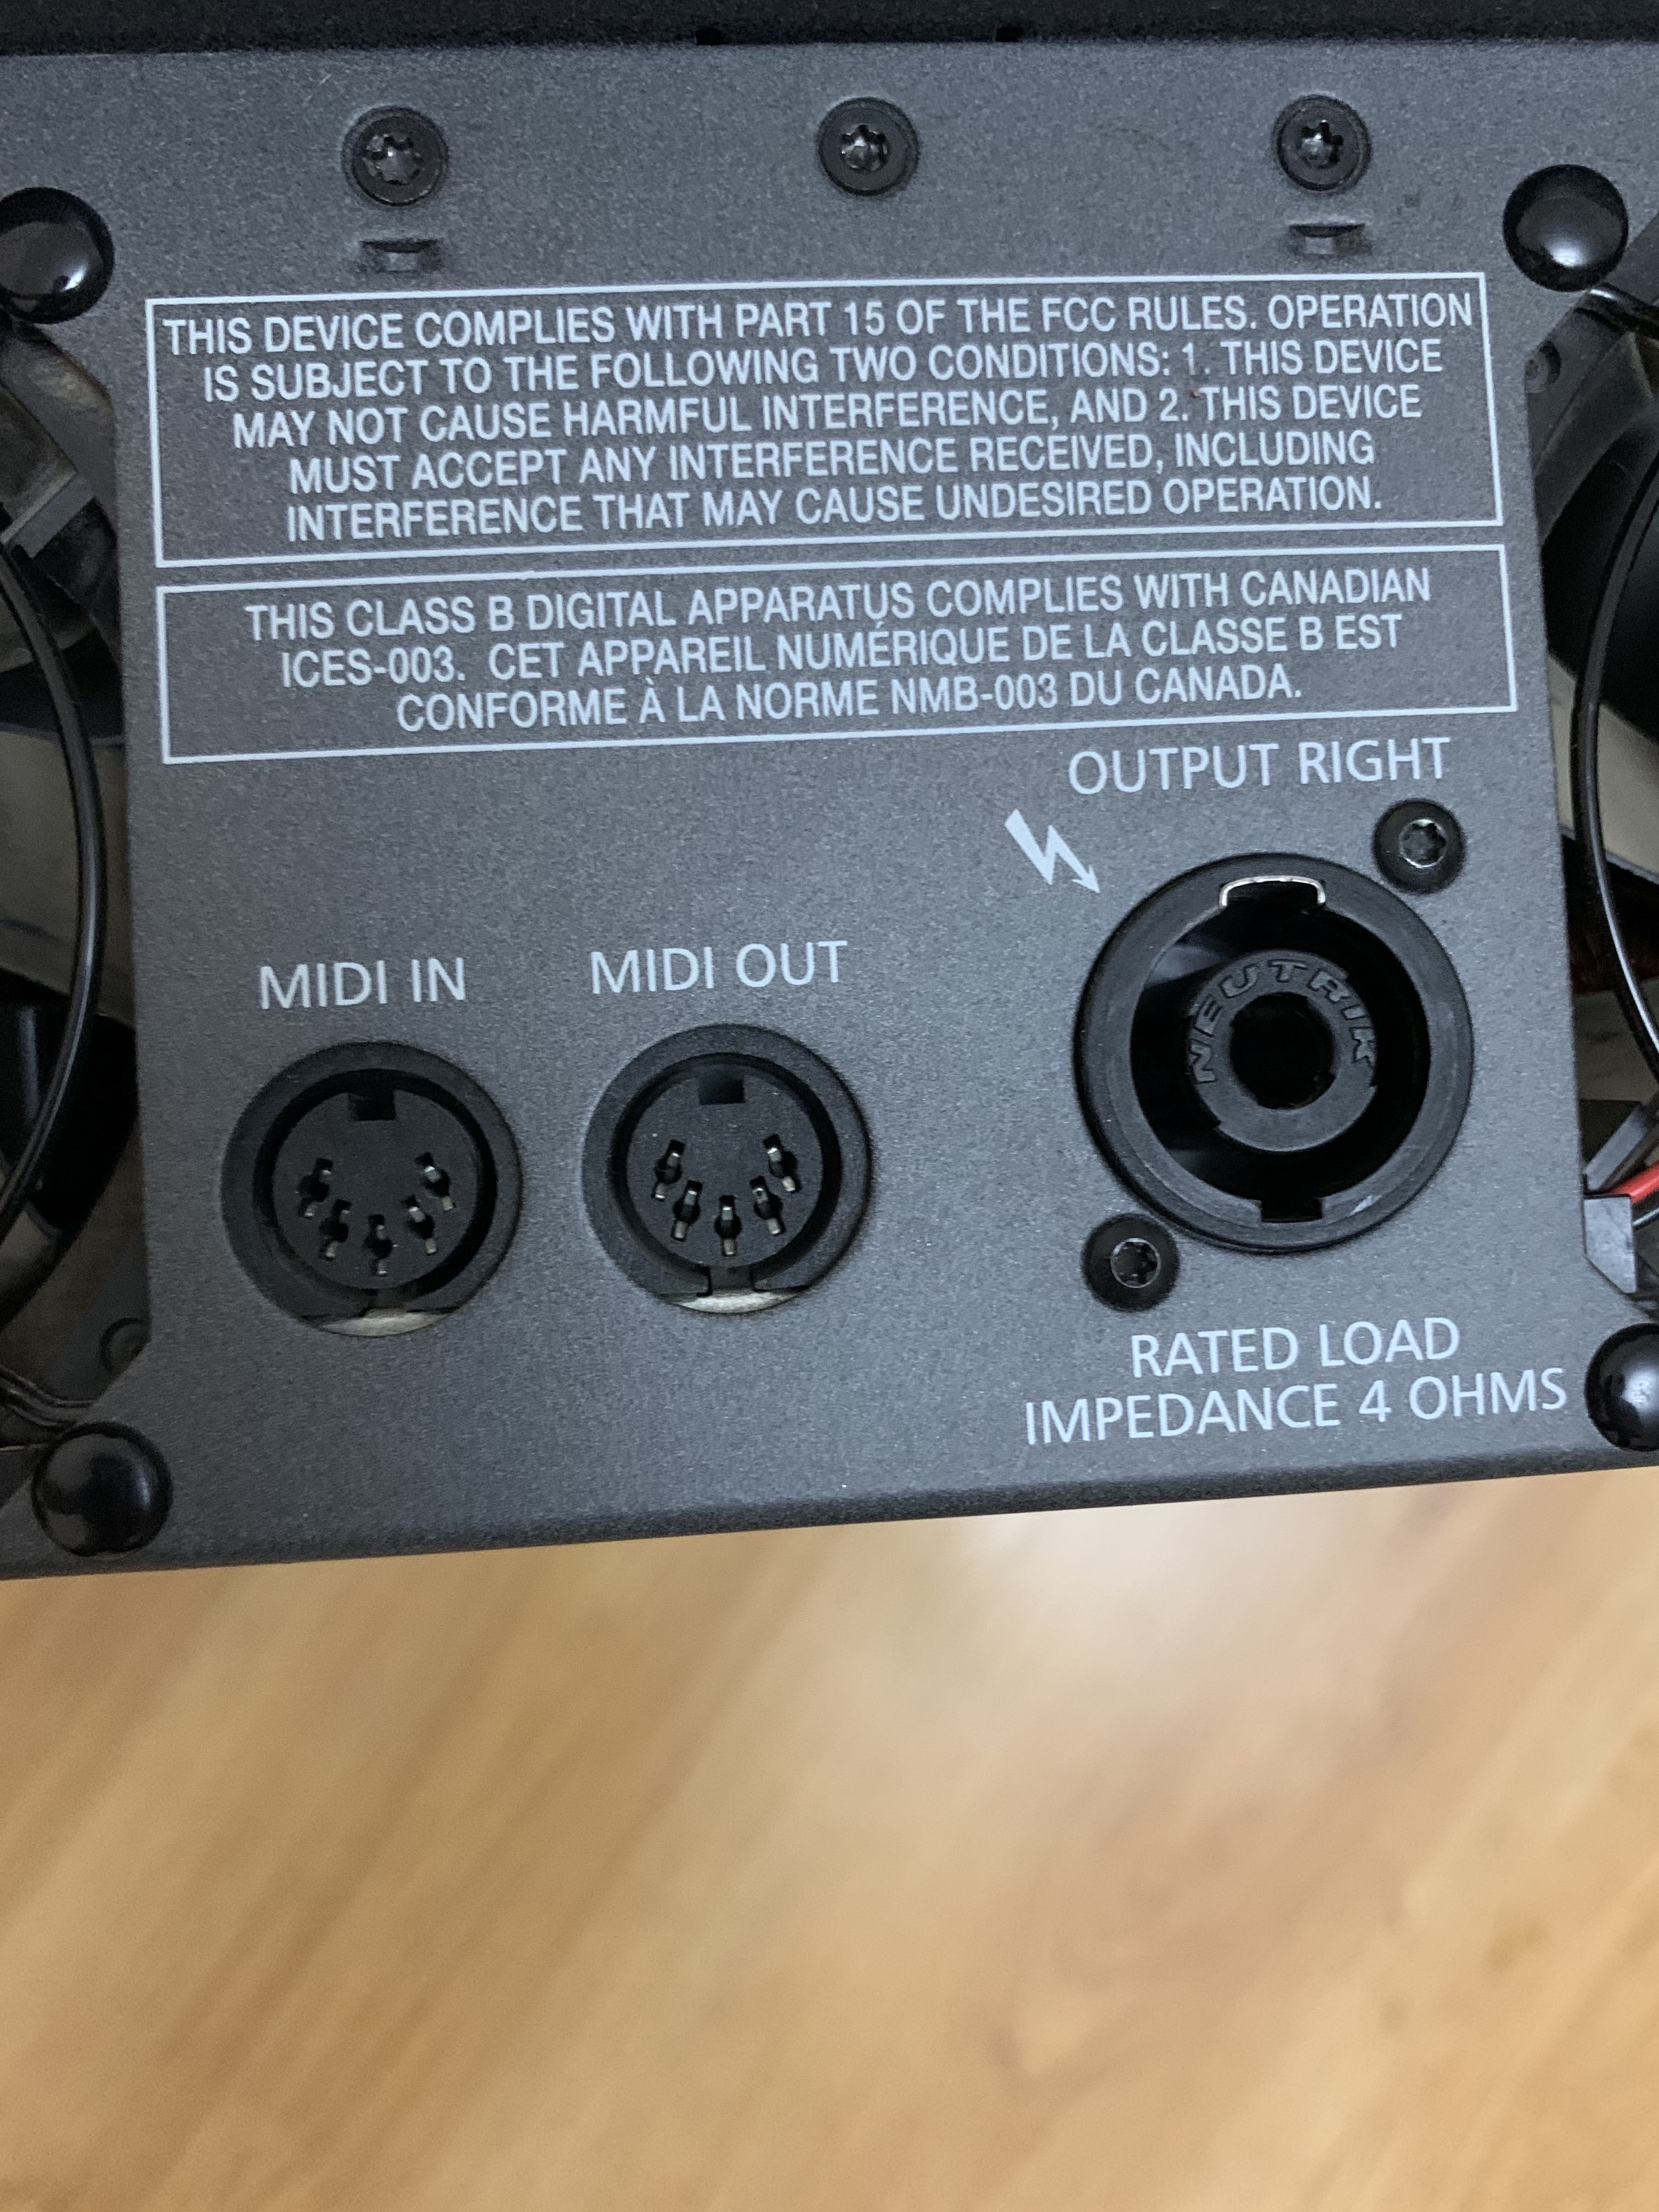 THIS DEVICE COMPLIES WITH PART 15 OF THE FCC RULES. OPERATION
IS SUBJECT TO THE FOLLOWING TWO CONDITIONS: 1. THIS DEVICE
MAY NOT CAUSE HARMFUL INTERFERENCE, AND 2. THIS DEVICE
MUST ACCEPT ANY INTERFERENCE RECEIVED, INCLUDING
INTERFERENCE THAT MAY CAUSE UNDESIRED OPERATION.
THIS CLASS B DIGITAL APPARATUS COMPLIES WITH CANADIAN
ICES-003. CET APPAREIL NUMÉRIQUE DE LA CLASSE B EST
CONFORME À LA NORME NMB-003 DU CANADA.
OUTPUT RIGHT
MIDI IN
MIDI OUT
NEUTRIK
RATED LOAD
IMPEDANCE 4 OHMS